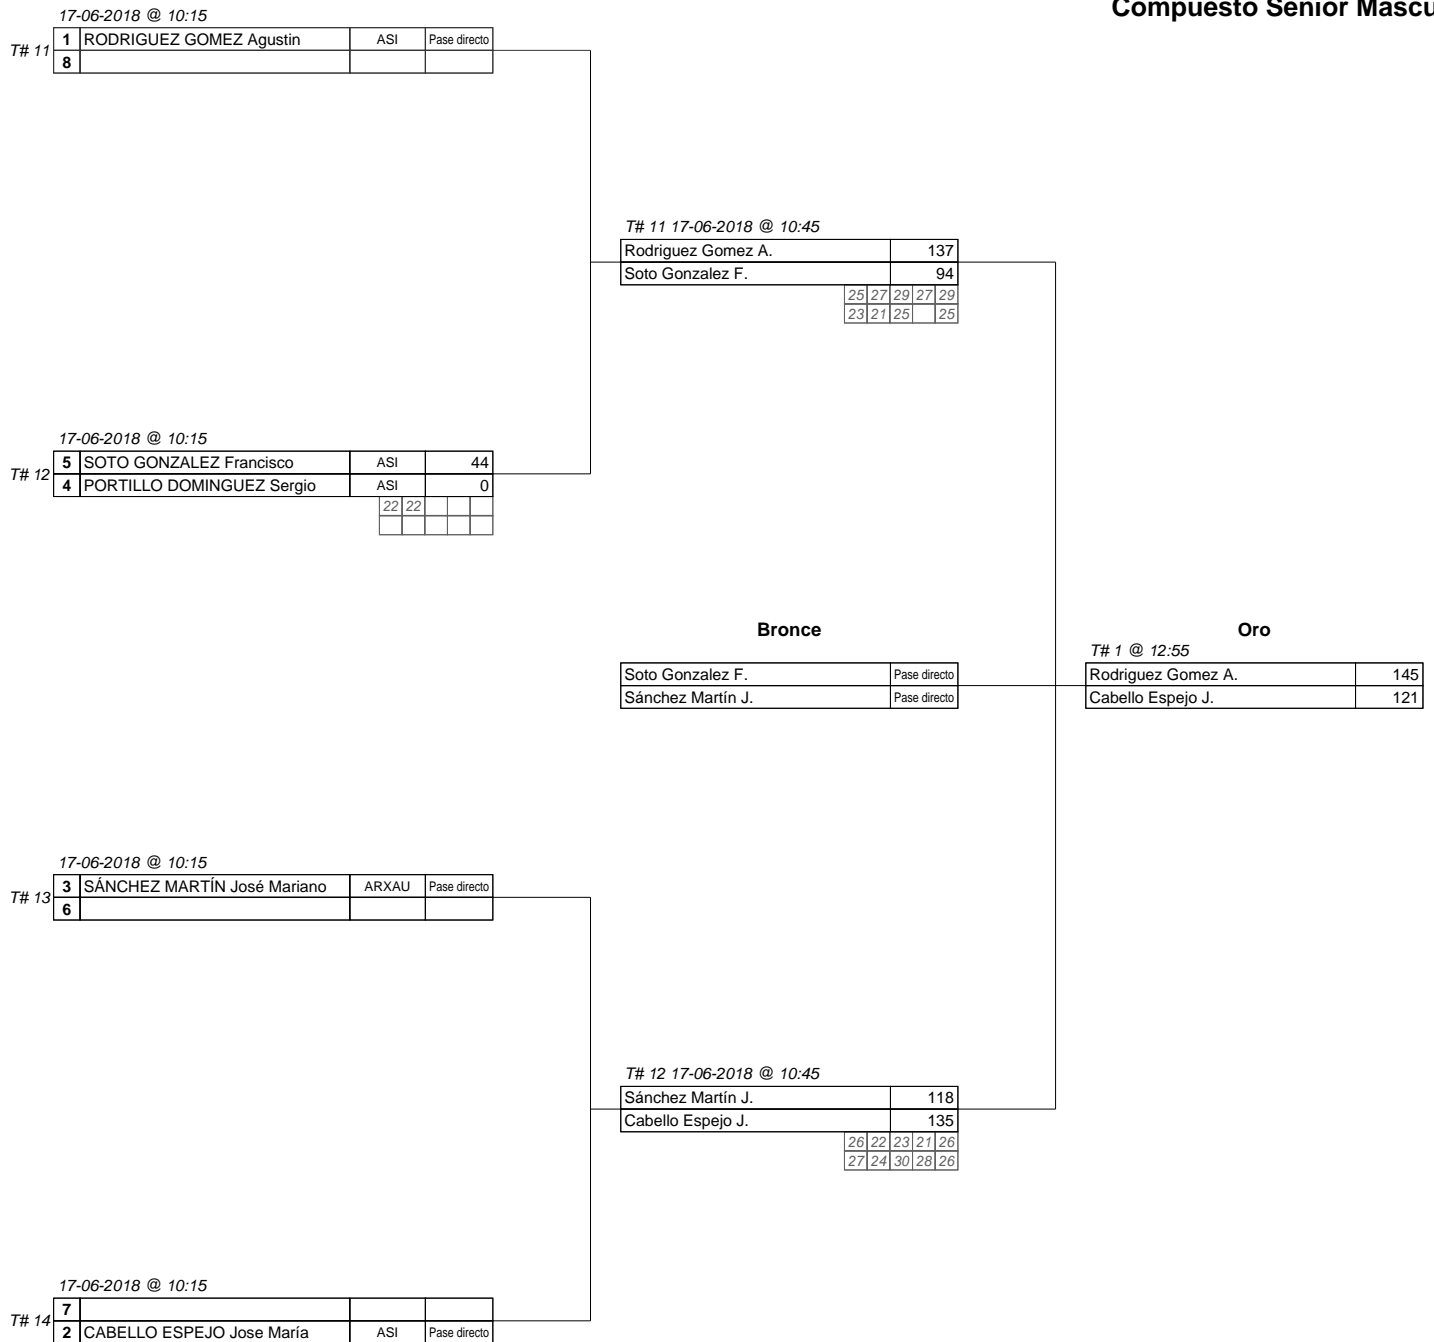 Compuesto Senior Mascu
17-06-2018 @ 10:15
T# 11
1 RODRIGUEZ GOMEZ Agustin ASI Pase directo
8
T# 11 17-06-2018 @ 10:45
Rodriguez Gomez A. 137
Soto Gonzalez F. 94
25 27 29 27 29
23 21 25 25
17-06-2018 @ 10:15
T# 12
5 SOTO GONZALEZ Francisco ASI 44
4 PORTILLO DOMINGUEZ Sergio ASI 0
22 22
Bronce
Soto Gonzalez F. Pase directo
Sánchez Martín J. Pase directo
Oro
T# 1 @ 12:55
Rodriguez Gomez A. 145
Cabello Espejo J. 121
17-06-2018 @ 10:15
T# 13
3 SÁNCHEZ MARTÍN José Mariano ARXAU Pase directo
6
T# 12 17-06-2018 @ 10:45
Sánchez Martín J. 118
Cabello Espejo J. 135
26 22 23 21 26
27 24 30 28 26
17-06-2018 @ 10:15
T# 14
7
2 CABELLO ESPEJO Jose María ASI Pase directo